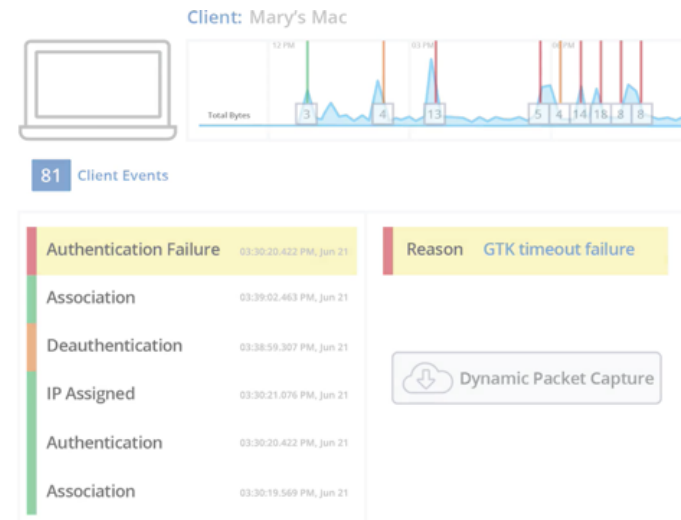 Client: Mary's Mac
12 PM
03 PM
06 PM
Total Bytes
3
4
13
5
4
14
18
8
8
81 Client Events
Authentication Failure 03:30:20.422 PM, Jun 21
Reason GTK timeout failure
Association 03:39:02.463 PM, Jun 21
Deauthentication 03:38:59.307 PM, Jun 21
Dynamic Packet Capture
IP Assigned 03:30:21.076 PM, Jun 21
Authentication 03:30:20.422 PM, Jun 21
Association 03:30:19.569 PM, Jun 21